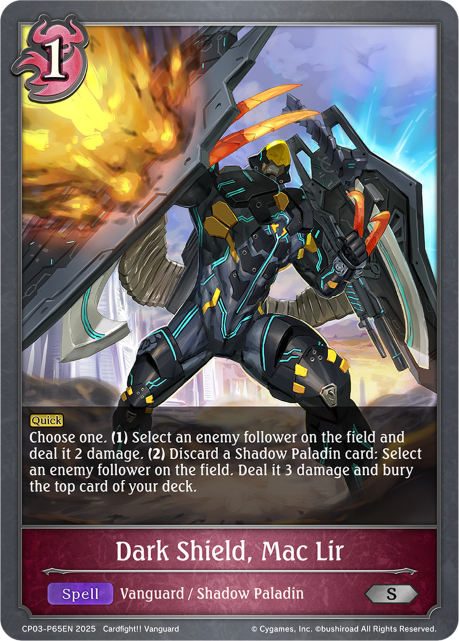 1
Quick
Choose one. (1) Select an enemy follower on the field and
deal it 2 damage. (2) Discard a Shadow Paladin card: Select
an enemy follower on the field. Deal it 3 damage and bury
the top card of your deck.
Dark Shield, Mac Lir
Spell Vanguard / Shadow Paladin S
CP03-P65EN 2025 Cardfight!! Vanguard © Cygames, Inc. ©bushiroad All Rights Reserved.